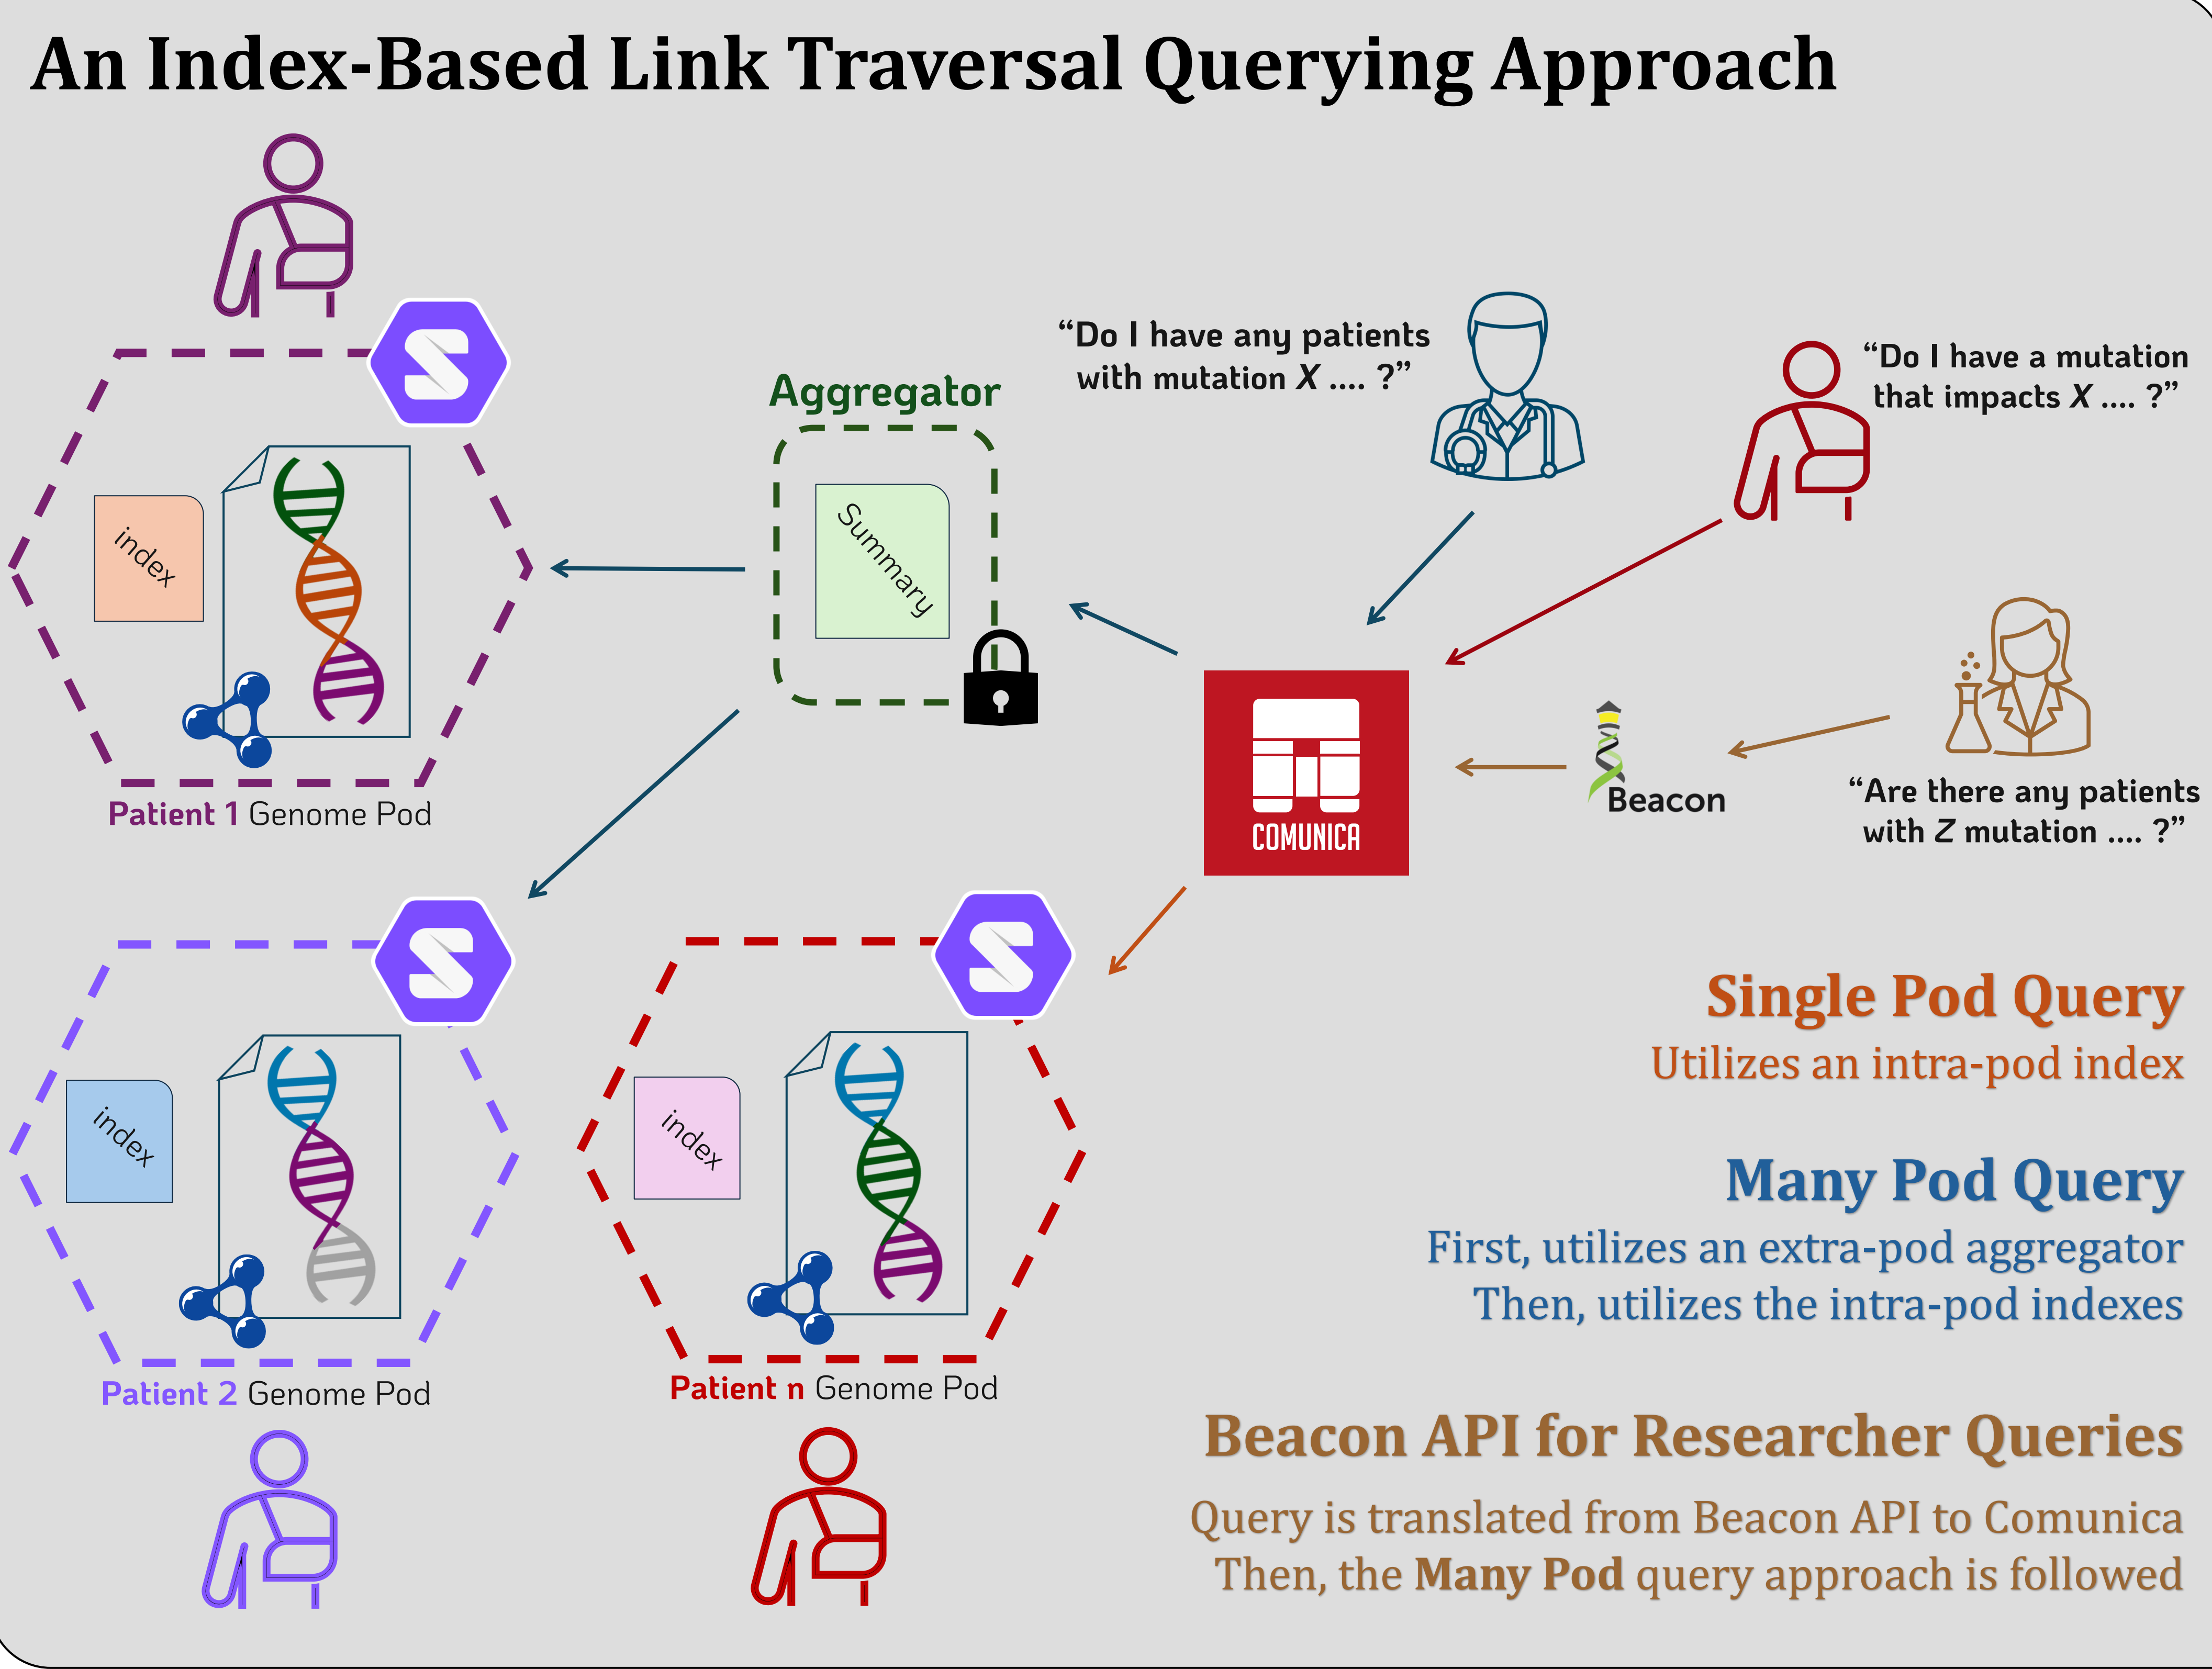 An Index-Based Link Traversal Querying Approach
“Do I have any patients
with mutation X .... ?”
“Do I have a mutation
that impacts X .... ?”
Aggregator
Summary
index
Patient 1 Genome Pod
COMUNICA
Beacon
“Are there any patients
with Z mutation .... ?”
index
Patient 2 Genome Pod
index
Patient n Genome Pod
Single Pod Query
Utilizes an intra-pod index
Many Pod Query
First, utilizes an extra-pod aggregator
Then, utilizes the intra-pod indexes
Beacon API for Researcher Queries
Query is translated from Beacon API to Comunica
Then, the Many Pod query approach is followed